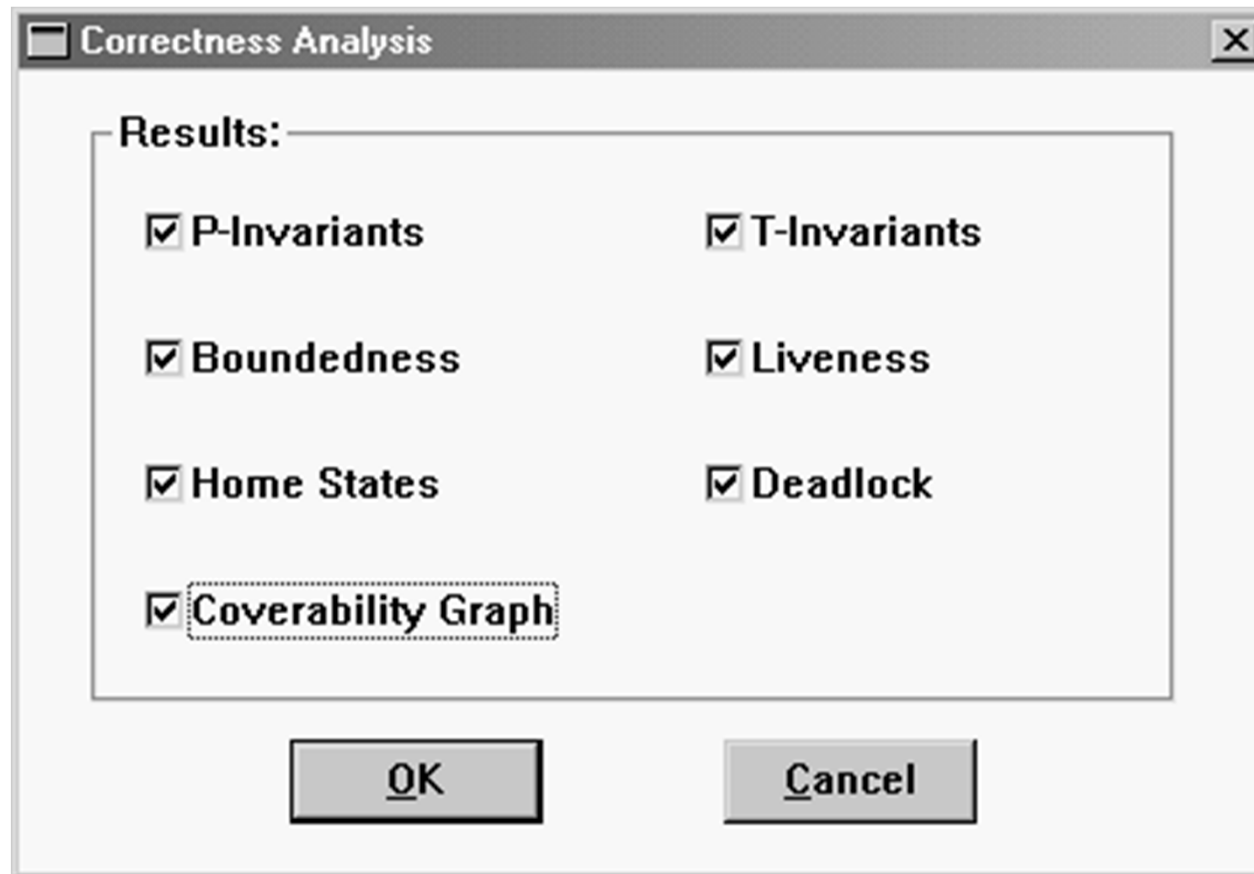 Correctness Analysis
Results:
P-Invariants
T-Invariants
Boundedness
Liveness
Home States
Deadlock
Coverability Graph
OK
Cancel